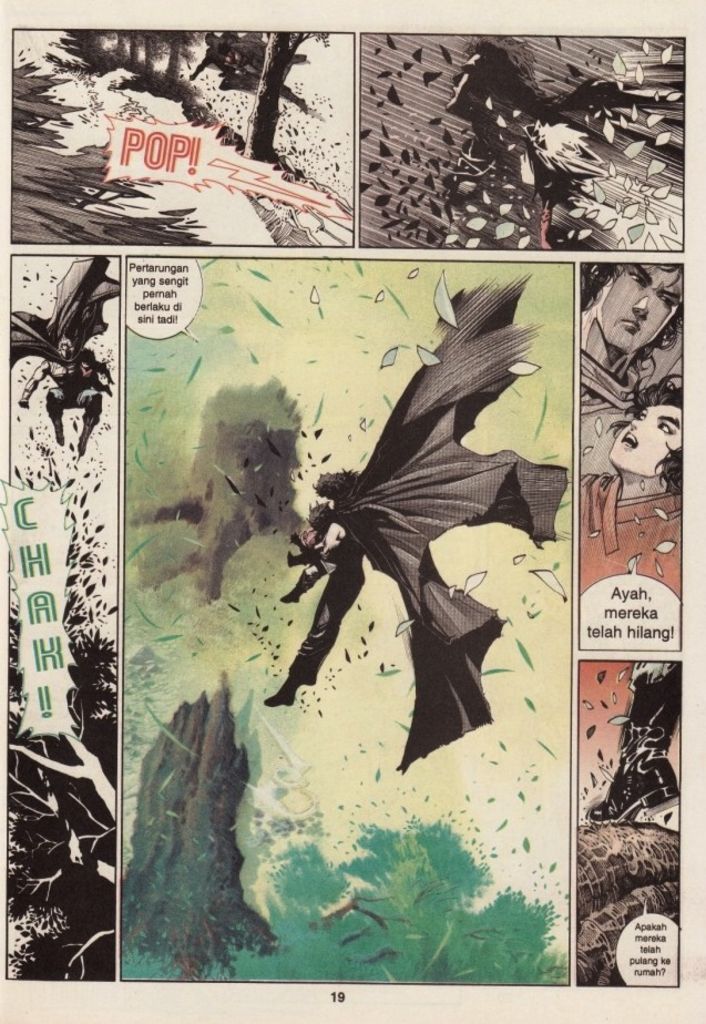 POP!
Pertarungan
yang sengit
pernah
berlaku di
sini tadi!
CHAK!
Ayah,
mereka
telah hilang!
Apakah
mereka
telah
pulang ke
rumah?
19